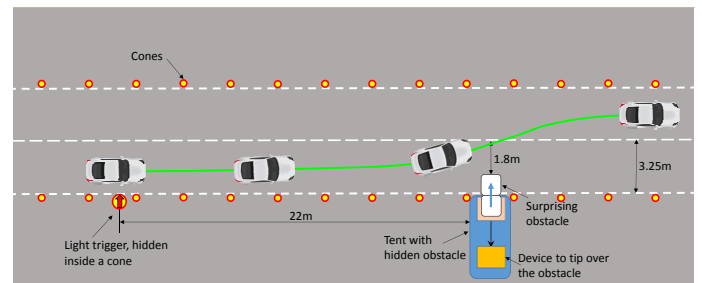 Cones
1.8m
3.25m
Surprising
obstacle
22m
Light trigger, hidden
inside a cone
Tent with
hidden obstacle
Device to tip over
the obstacle